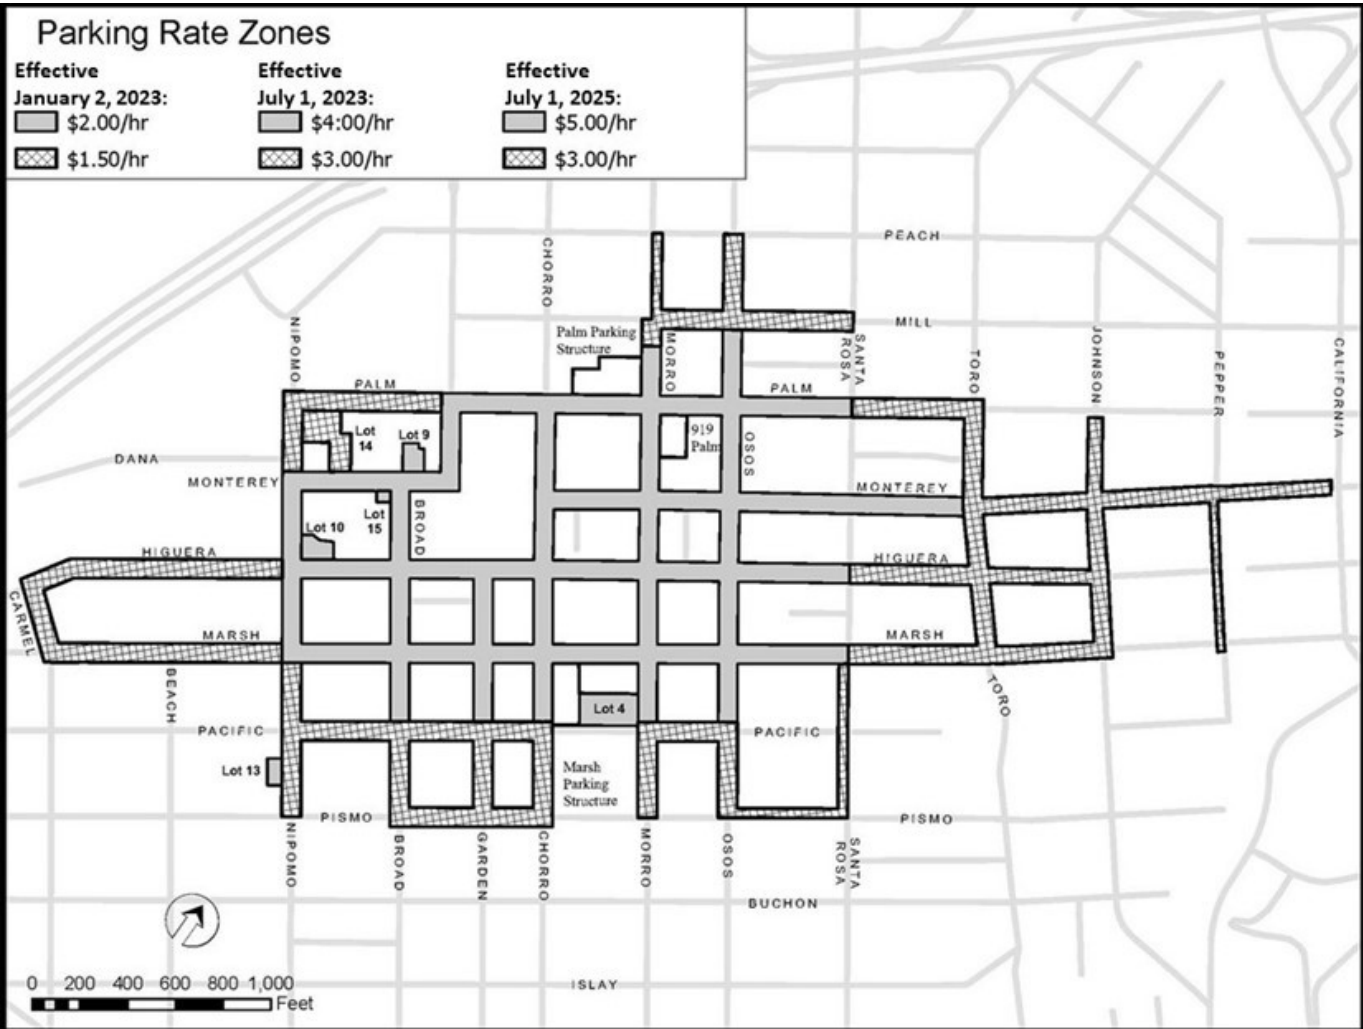 Parking Rate Zones
Effective
January 2, 2023:
$2.00/hr
$1.50/hr
Effective
July 1, 2023:
$4:00/hr
$3.00/hr
Effective
July 1, 2025:
$5.00/hr
$3.00/hr
PEACH
CHORRO
MILL
NIPOMO
Palm Parking
Structure
MORRO
SANTA
ROSA
TORO
JOHNSON
PEPPER
CALIFORNIA
PALM
PALM
Lot
14
Lot 9
919
Palm
OSOS
DANA
MONTEREY
MONTEREY
Lot
15
BROAD
Lot 10
HIGUERA
HIGUERA
CARMEL
MARSH
MARSH
BEACH
TORO
Lot 4
PACIFIC
PACIFIC
Lot 13
Marsh
Parking
Structure
PISMO
PISMO
NIPOMO
BROAD
GARDEN
CHORRO
MORRO
OSOS
SANTA
ROSA
BUCHON
ISLAY
0 200 400 600 800 1,000
Feet